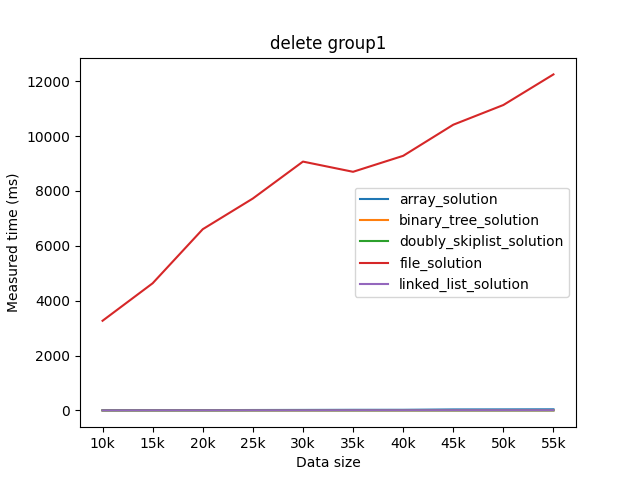 delete group1
Measured time (ms)
12000
10000
8000
6000
4000
2000
0
array_solution
binary_tree_solution
doubly_skiplist_solution
file_solution
linked_list_solution
10k 15k 20k 25k 30k 35k 40k 45k 50k 55k
Data size